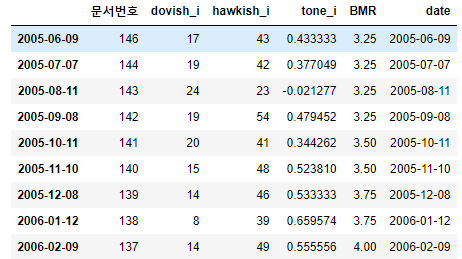 문서번호 dovish_i hawkish_i tone_i BMR date
2005-06-09 146 17 43 0.433333 3.25 2005-06-09
2005-07-07 144 19 42 0.377049 3.25 2005-07-07
2005-08-11 143 24 23 -0.021277 3.25 2005-08-11
2005-09-08 142 19 54 0.479452 3.25 2005-09-08
2005-10-11 141 20 41 0.344262 3.50 2005-10-11
2005-11-10 140 15 48 0.523810 3.50 2005-11-10
2005-12-08 139 14 46 0.533333 3.75 2005-12-08
2006-01-12 138 8 39 0.659574 3.75 2006-01-12
2006-02-09 137 14 49 0.555556 4.00 2006-02-09